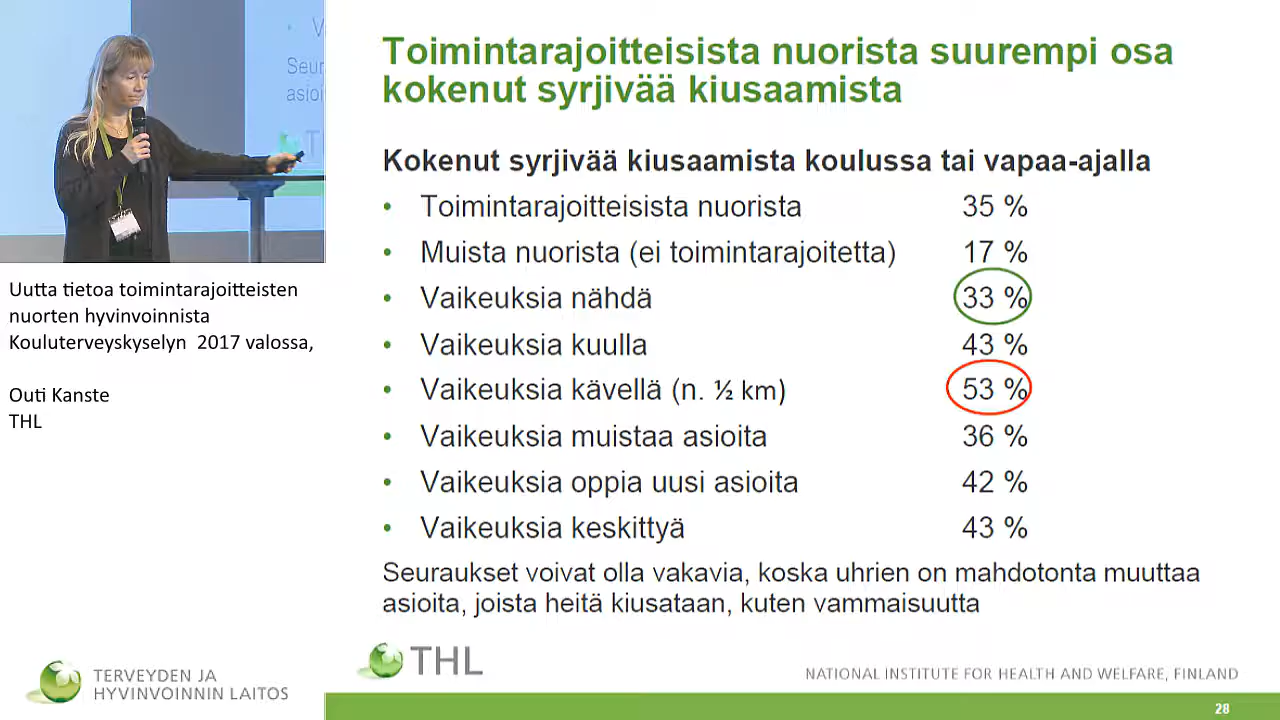 Toimintarajoitteisista nuorista suurempi osa
kokenut syrjivää kiusaamista
Kokenut syrjivää kiusaamista koulussa tai vapaa-ajalla
• Toimintarajoitteisista nuorista 35 %
• Muista nuorista (ei toimintarajoitetta) 17 %
• Vaikeuksia nähdä 33 %
• Vaikeuksia kuulla 43 %
• Vaikeuksia kävellä (n. ½ km) 53 %
• Vaikeuksia muistaa asioita 36 %
• Vaikeuksia oppia uusi asioita 42 %
• Vaikeuksia keskittyä 43 %
Seuraukset voivat olla vakavia, koska uhrien on mahdotonta muuttaa
asioita, joista heitä kiusataan, kuten vammaisuutta
THL
NATIONAL INSTITUTE FOR HEALTH AND WELFARE, FINLAND
28
Uutta tietoa toimintarajoitteisten
nuorten hyvinvoinnista
Kouluterveyskyselyn 2017 valossa,
Outi Kanste
THL
TERVEYDEN JA
HYVINVOINNIN LAITOS
THL